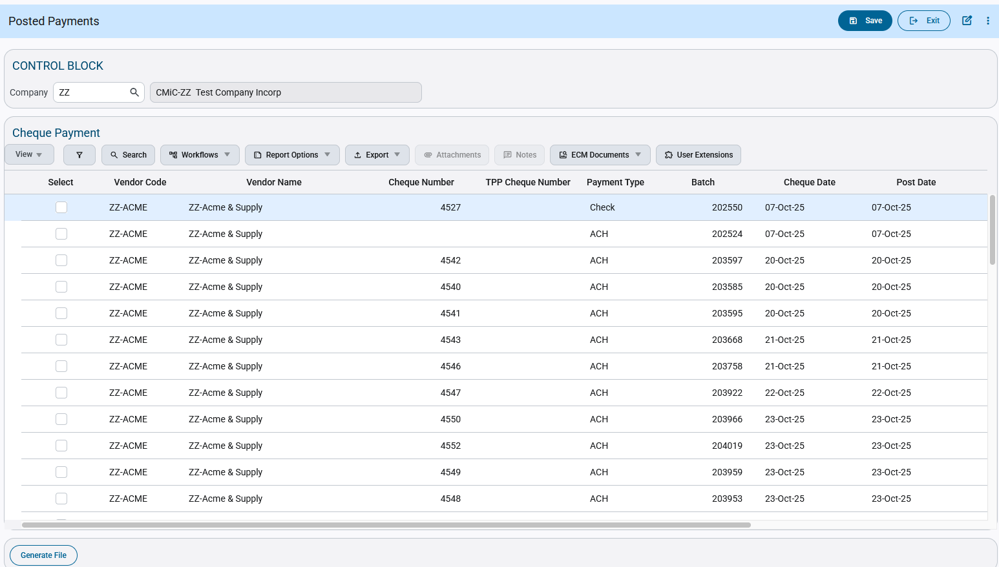 Posted Payments Save Exit
CONTROL BLOCK
Company ZZ CMiC-ZZ Test Company Incorp
Cheque Payment
View Search Workflows Report Options Export Attachments Notes ECM Documents User Extensions
Select Vendor Code Vendor Name Cheque Number TPP Cheque Number Payment Type Batch Cheque Date Post Date
ZZ-ACME ZZ-Acme & Supply 4527 Check 202550 07-Oct-25 07-Oct-25
ZZ-ACME ZZ-Acme & Supply ACH 202524 07-Oct-25 07-Oct-25
ZZ-ACME ZZ-Acme & Supply 4542 ACH 203597 20-Oct-25 20-Oct-25
ZZ-ACME ZZ-Acme & Supply 4540 ACH 203585 20-Oct-25 20-Oct-25
ZZ-ACME ZZ-Acme & Supply 4541 ACH 203595 20-Oct-25 20-Oct-25
ZZ-ACME ZZ-Acme & Supply 4543 ACH 203668 21-Oct-25 21-Oct-25
ZZ-ACME ZZ-Acme & Supply 4546 ACH 203758 21-Oct-25 21-Oct-25
ZZ-ACME ZZ-Acme & Supply 4547 ACH 203922 22-Oct-25 22-Oct-25
ZZ-ACME ZZ-Acme & Supply 4550 ACH 203966 23-Oct-25 23-Oct-25
ZZ-ACME ZZ-Acme & Supply 4552 ACH 204019 23-Oct-25 23-Oct-25
ZZ-ACME ZZ-Acme & Supply 4549 ACH 203959 23-Oct-25 23-Oct-25
ZZ-ACME ZZ-Acme & Supply 4548 ACH 203953 23-Oct-25 23-Oct-25
Generate File